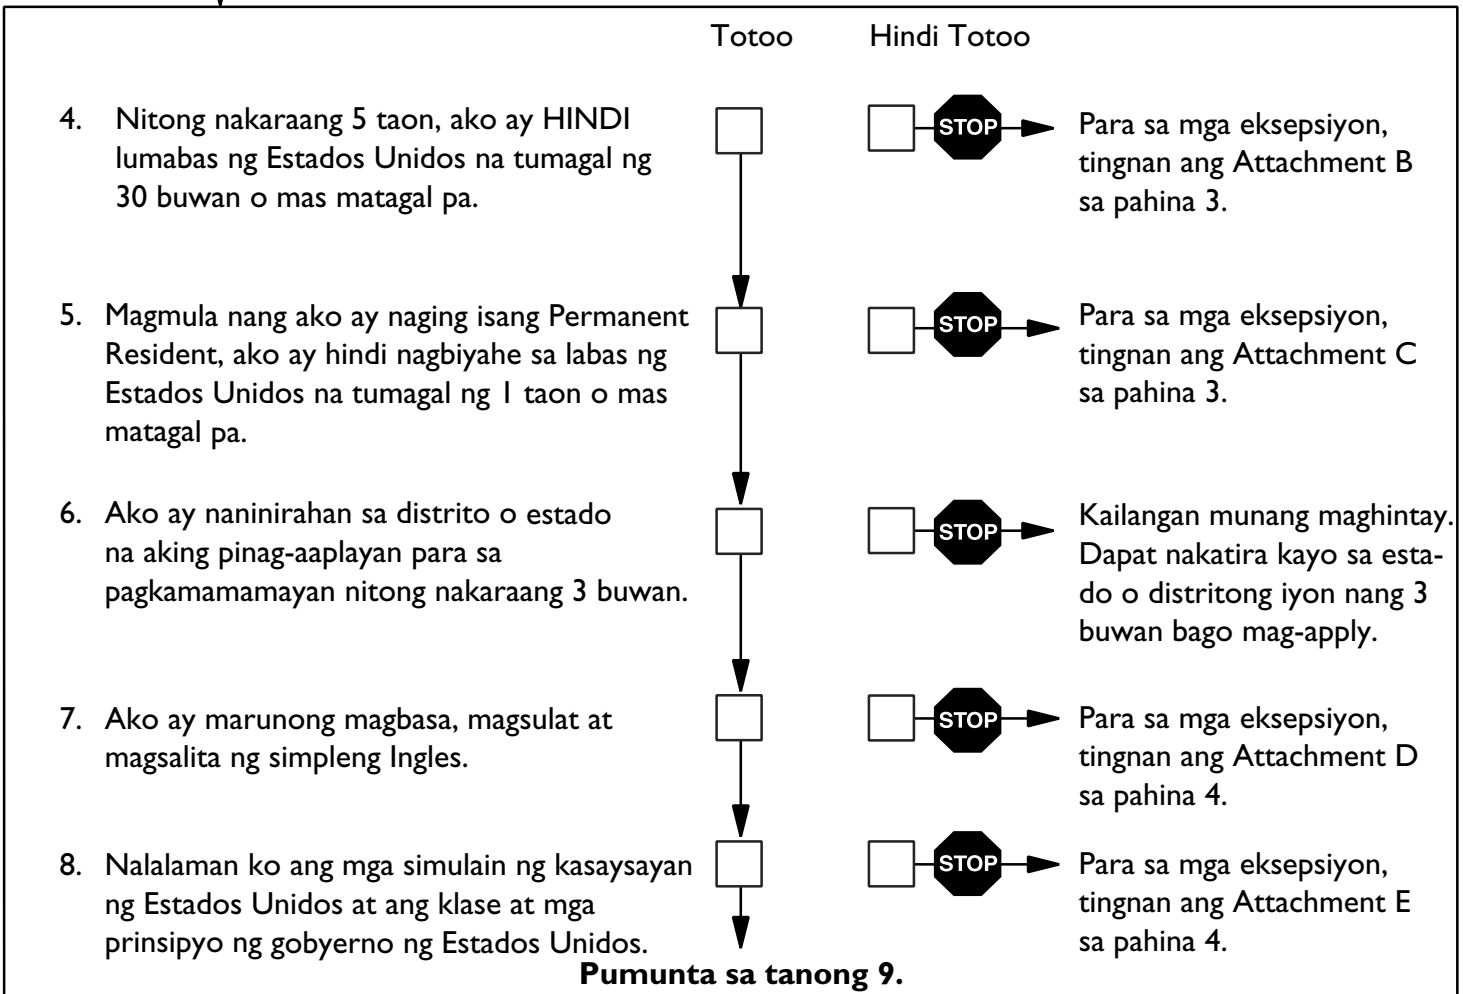 Totoo Hindi Totoo
4. Nitong nakaraang 5 taon, ako ay HINDI
lumabas ng Estados Unidos na tumagal ng
30 buwan o mas matagal pa.
STOP
Para sa mga eksepsiyon,
tingnan ang Attachment B
sa pahina 3.
5. Magmula nang ako ay naging isang Permanent
Resident, ako ay hindi nagbiyahe sa labas ng
Estados Unidos na tumagal ng 1 taon o mas
matagal pa.
STOP
Para sa mga eksepsiyon,
tingnan ang Attachment C
sa pahina 3.
6. Ako ay naninirahan sa distrito o estado
na aking pinag-aaplayan para sa
pagkamamamayan nitong nakaraang 3 buwan.
STOP
Kailangan munang maghintay.
Dapat nakatira kayo sa esta-
do o distritong iyon nang 3
buwan bago mag-apply.
7. Ako ay marunong magbasa, magsulat at
magsalita ng simpleng Ingles.
STOP
Para sa mga eksepsiyon,
tingnan ang Attachment D
sa pahina 4.
8. Nalalaman ko ang mga simulain ng kasaysayan
ng Estados Unidos at ang klase at mga
prinsipyo ng gobyerno ng Estados Unidos.
STOP
Para sa mga eksepsiyon,
tingnan ang Attachment E
sa pahina 4.
Pumunta sa tanong 9.